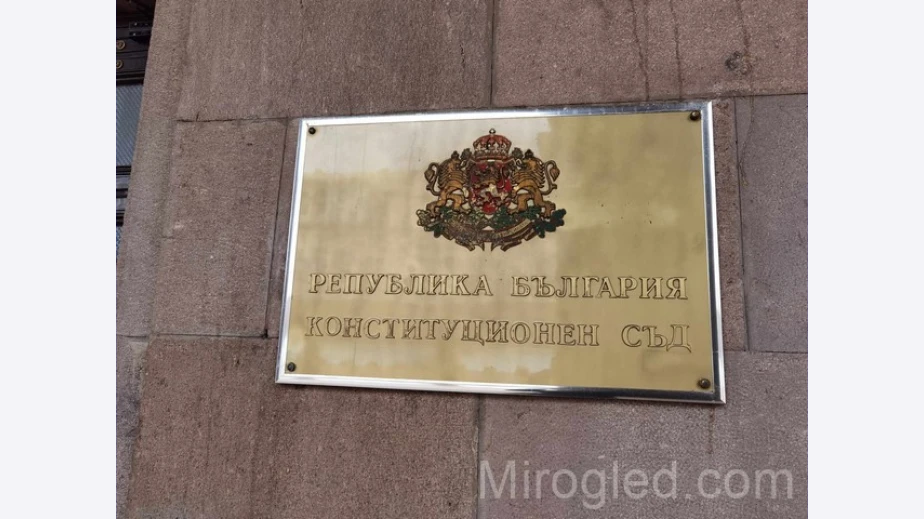 РЕПУБЛИКА БЪЛГАРИЯ
КОНСТИТУЦИОНЕН СЪД
Mirogled.com